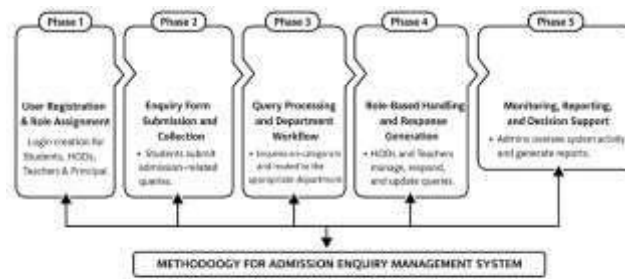 Phase 1
Phase 2
Phase 3
Phase 4
Phase 5
User Registration
& Role Assignment
Login creation for
Students, HODs,
Teachers & Principal.
Enquiry Form
Submission and
Collection
• Students submit
admission-related
queries.
Query Processing
and Department
Workflow
and routed to the
appropriate department
Role-Based Handling
and Response
Generation
• HODs and Teachers
manage, respond,
and update queries.
Monitoring, Reporting,
and Decision Support
• Admins oversee system activity
and generate reports.
METHODOOGY FOR ADMISSION ENQUIRY MANAGEMENT SYSTEM